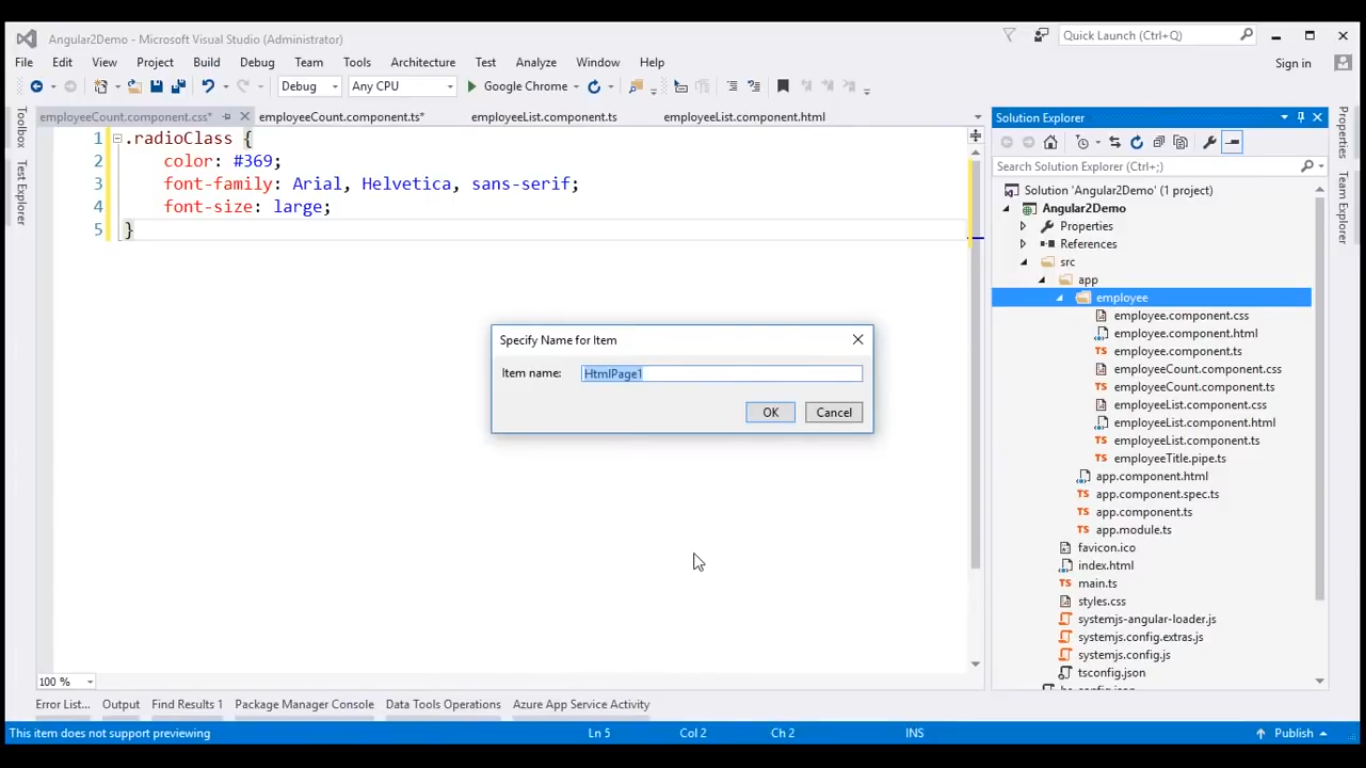 Angular2Demo - Microsoft Visual Studio (Administrator)
Quick Launch (Ctrl+Q)
File Edit View Project Build Debug Team Tools Architecture Test Analyze Window Help
Sign in
Debug Any CPU Google Chrome
Toolbox
Test Explorer
employeeCount.component.css* employeeCount.component.ts* employeeList.component.ts employeeList.component.html
1 .radioClass {
2 color: #369;
3 font-family: Arial, Helvetica, sans-serif;
4 font-size: large;
5 }
Specify Name for Item
Item name: HtmlPage1
OK Cancel
100 %
Solution Explorer
Search Solution Explorer (Ctrl+;)
Solution 'Angular2Demo' (1 project)
Angular2Demo
Properties
References
src
app
employee
employee.component.css
employee.component.html
employee.component.ts
employeeCount.component.css
employeeCount.component.ts
employeeList.component.css
employeeList.component.html
employeeList.component.ts
employeeTitle.pipe.ts
app.component.html
app.component.spec.ts
app.component.ts
app.module.ts
favicon.ico
index.html
main.ts
styles.css
systemjs-angular-loader.js
systemjs.config.extras.js
systemjs.config.js
tsconfig.json
Properties
Team Explorer
Error List... Output Find Results 1 Package Manager Console Data Tools Operations Azure App Service Activity
This item does not support previewing Ln 5 Col 2 Ch 2 INS Publish